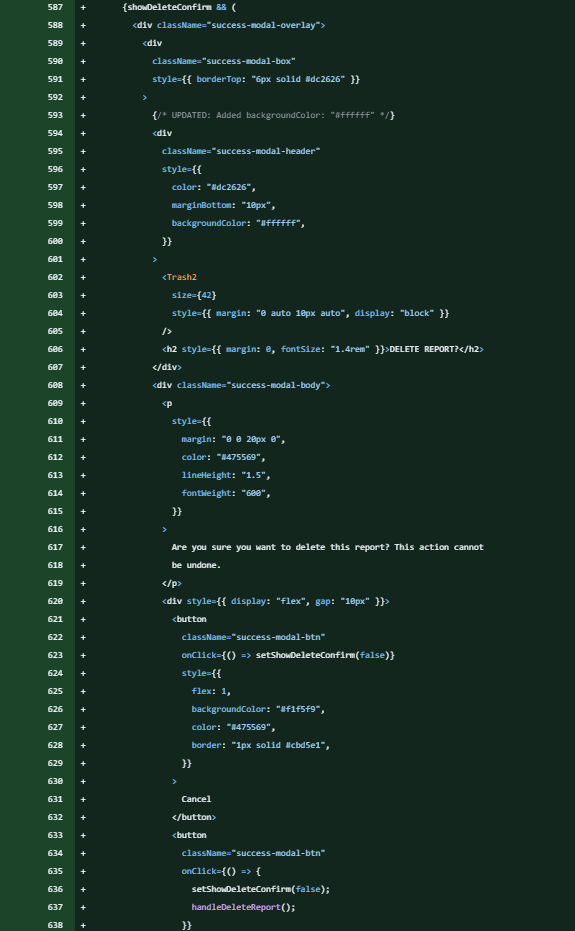 587 + {showDeleteConfirm && (
588 + <div className="success-modal-overlay">
589 + <div
590 + className="success-modal-box"
591 + style={{ borderTop: "6px solid #dc2626" }}
592 + >
593 + {/* UPDATED: Added backgroundColor: "#ffffff" */}
594 + <div
595 + className="success-modal-header"
596 + style={{
597 + color: "#dc2626",
598 + marginBottom: "10px",
599 + backgroundColor: "#ffffff",
600 + }}
601 + >
602 + <Trash2
603 + size={42}
604 + style={{ margin: "0 auto 10px auto", display: "block" }}
605 + />
606 + <h2 style={{ margin: 0, fontSize: "1.4rem" }}>DELETE REPORT?</h2>
607 + </div>
608 + <div className="success-modal-body">
609 + <p
610 + style={{
611 + margin: "0 0 20px 0",
612 + color: "#475569",
613 + lineHeight: "1.5",
614 + fontWeight: "600",
615 + }}
616 + >
617 + Are you sure you want to delete this report? This action cannot
618 + be undone.
619 + </p>
620 + <div style={{ display: "flex", gap: "10px" }}>
621 + <button
622 + className="success-modal-btn"
623 + onClick={() => setShowDeleteConfirm(false)}
624 + style={{
625 + flex: 1,
626 + backgroundColor: "#f1f5f9",
627 + color: "#475569",
628 + border: "1px solid #cbd5e1",
629 + }}
630 + >
631 + Cancel
632 + </button>
633 + <button
634 + className="success-modal-btn"
635 + onClick={() => {
636 + setShowDeleteConfirm(false);
637 + handleDeleteReport();
638 + }}